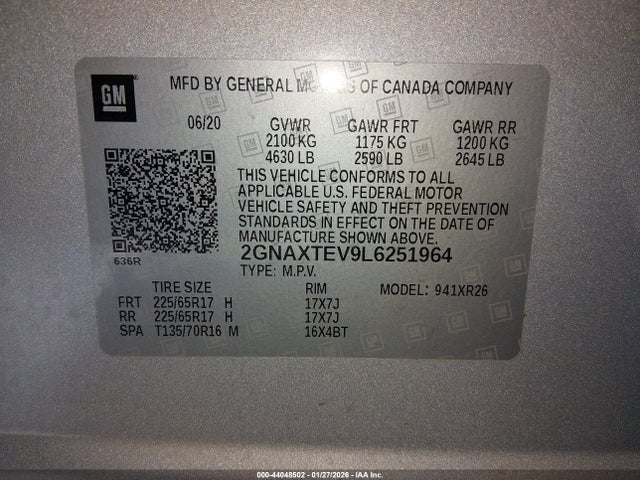 GM
MFD BY GENERAL MOTORS OF CANADA COMPANY
06/20 GVWR GAWR FRT GAWR RR
2100 KG 1175 KG 1200 KG
4630 LB 2590 LB 2645 LB
THIS VEHICLE CONFORMS TO ALL
APPLICABLE U.S. FEDERAL MOTOR
VEHICLE SAFETY AND THEFT PREVENTION
STANDARDS IN EFFECT ON THE DATE OF
MANUFACTURE SHOWN ABOVE.
636R
2GNAXTEV9L6251964
TYPE: M.P.V.
TIRE SIZE RIM MODEL: 941XR26
FRT 225/65R17 H 17X7J
RR 225/65R17 H 17X7J
SPA T135/70R16 M 16X4BT
000-44048502 — 01/27/2026 - IAA Inc.